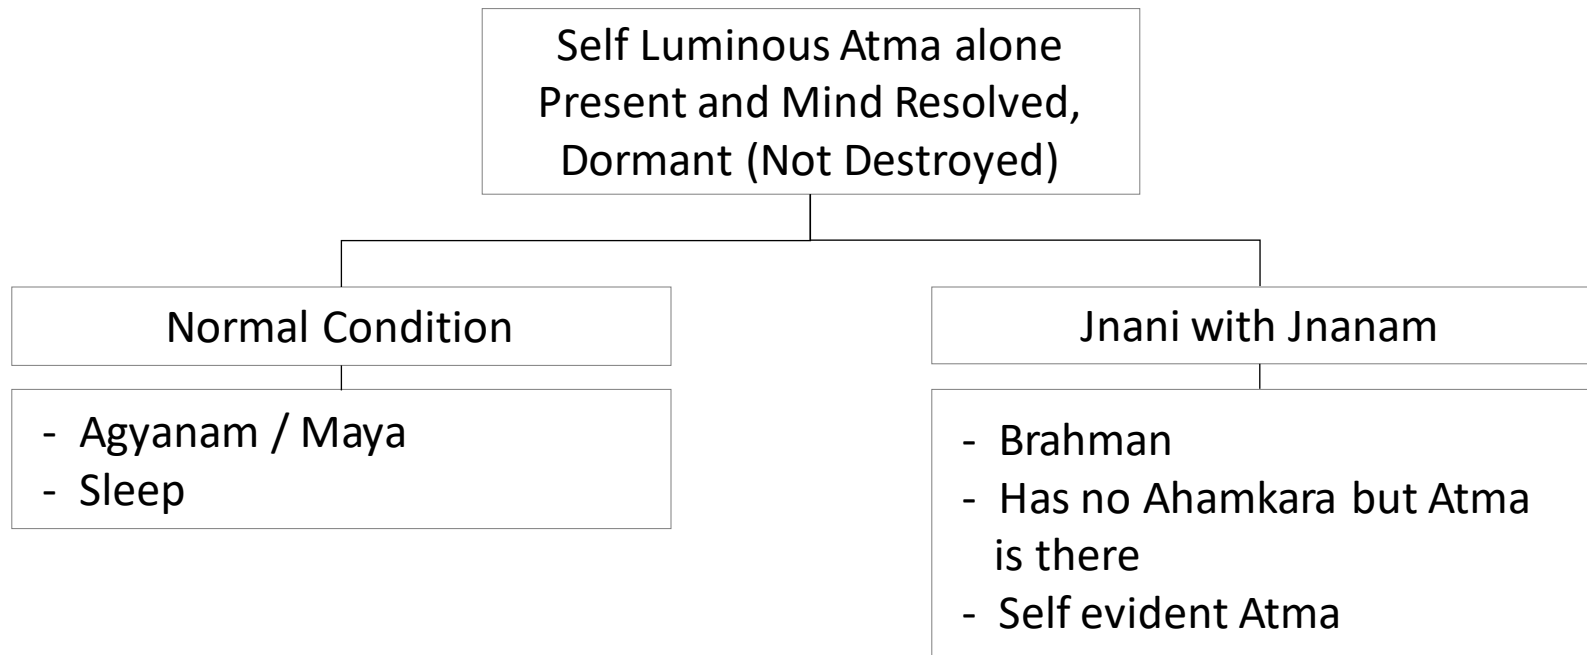 Self Luminous Atma alone
Present and Mind Resolved,
Dormant (Not Destroyed)
Normal Condition
- Agyanam / Maya
- Sleep
Jnani with Jnanam
- Brahman
- Has no Ahamkara but Atma
is there
- Self evident Atma